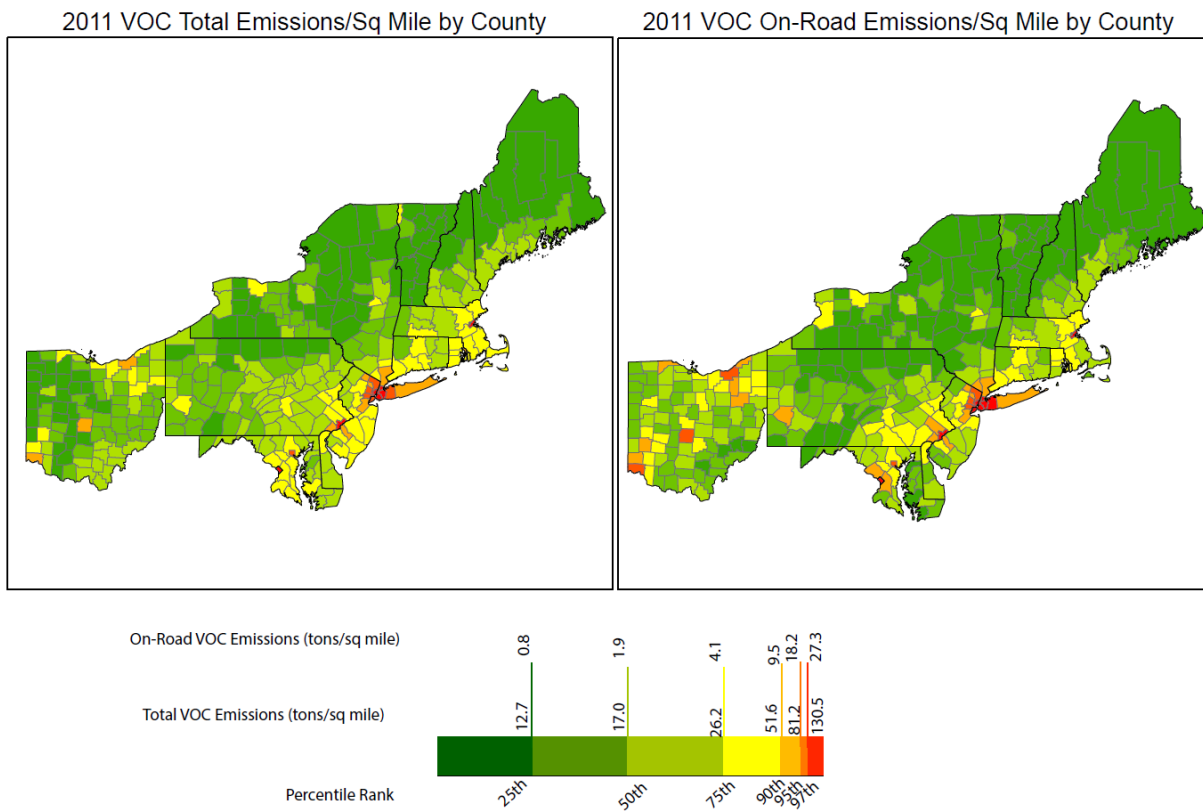 2011 VOC Total Emissions/Sq Mile by County
2011 VOC On-Road Emissions/Sq Mile by County
On-Road VOC Emissions (tons/sq mile)
0.8
1.9
4.1
9.5
18.2
27.3
Total VOC Emissions (tons/sq mile)
12.7
17.0
26.2
51.6
81.2
130.5
Percentile Rank
25th
50th
75th
90th
95th
97th